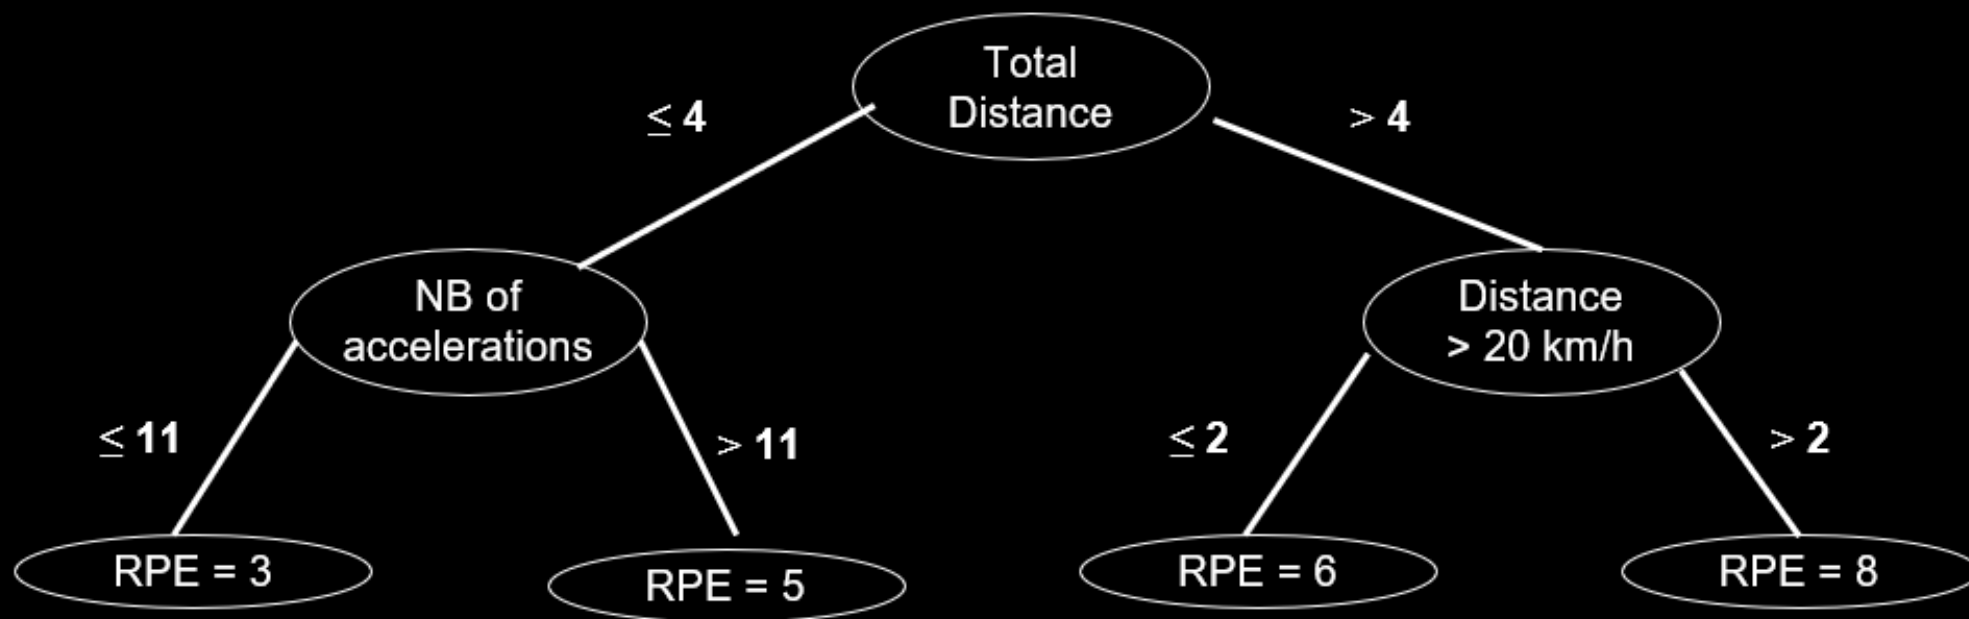 Total
Distance
≤ 4
> 4
NB of
accelerations
Distance
> 20 km/h
≤ 11
> 11
≤ 2
> 2
RPE = 3
RPE = 5
RPE = 6
RPE = 8